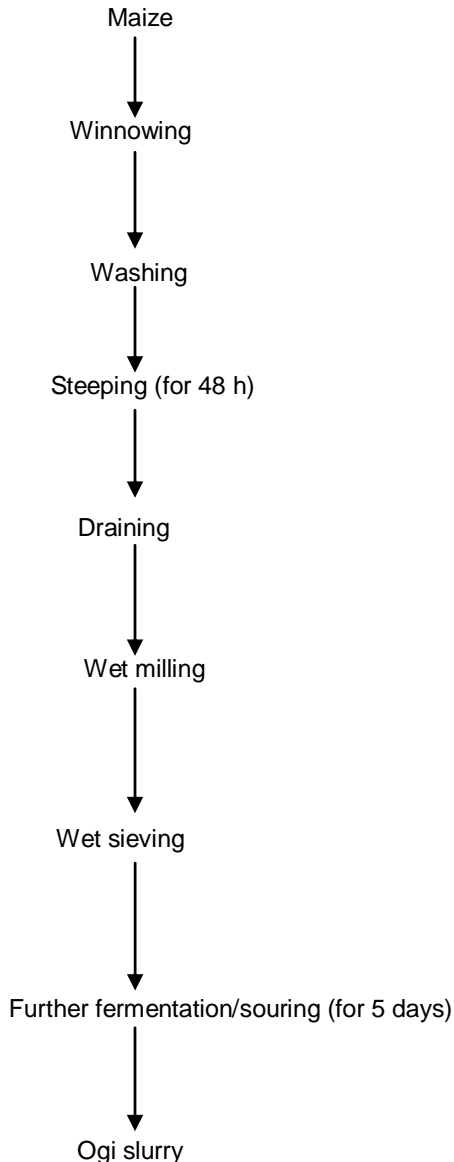 Maize
Winnowing
Washing
Steeping (for 48 h)
Draining
Wet milling
Wet sieving
Further fermentation/souring (for 5 days)
Ogi slurry